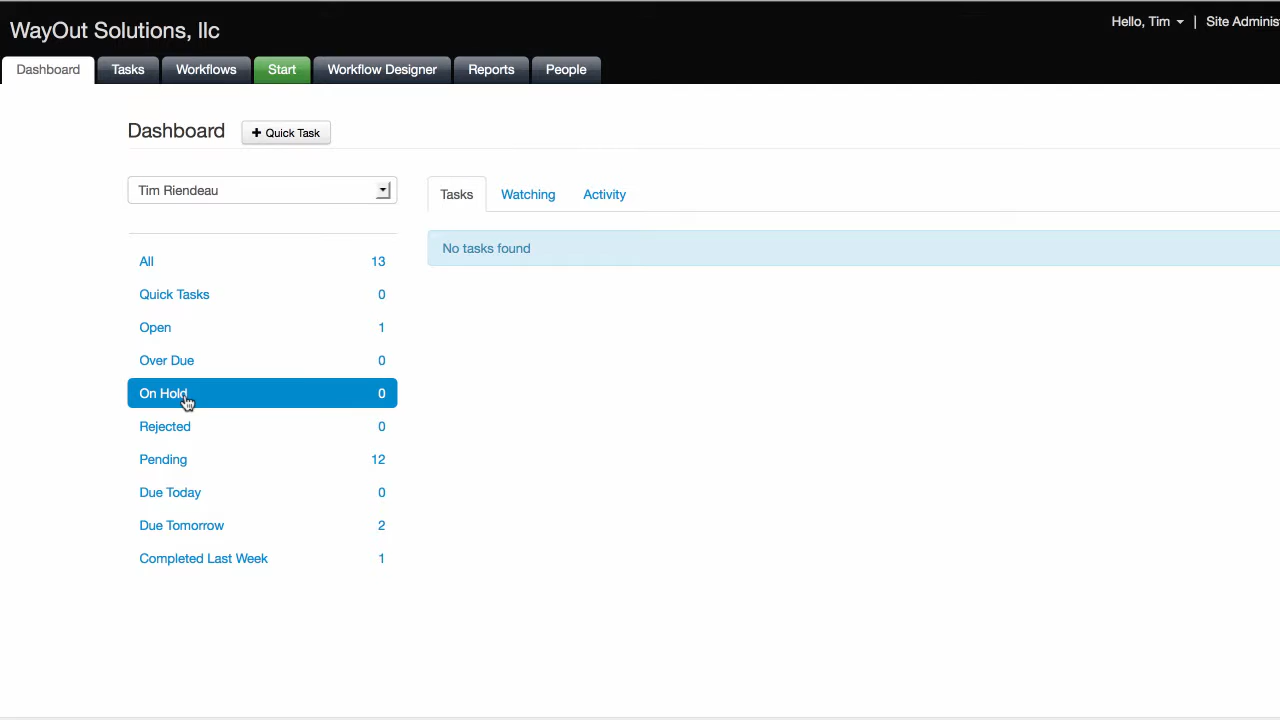 WayOut Solutions, llc
Hello, Tim | Site Adminis
Dashboard Tasks Workflows Start Workflow Designer Reports People
Dashboard + Quick Task
Tim Riendeau
Tasks Watching Activity
No tasks found
All 13
Quick Tasks 0
Open 1
Over Due 0
On Hold 0
Rejected 0
Pending 12
Due Today 0
Due Tomorrow 2
Completed Last Week 1